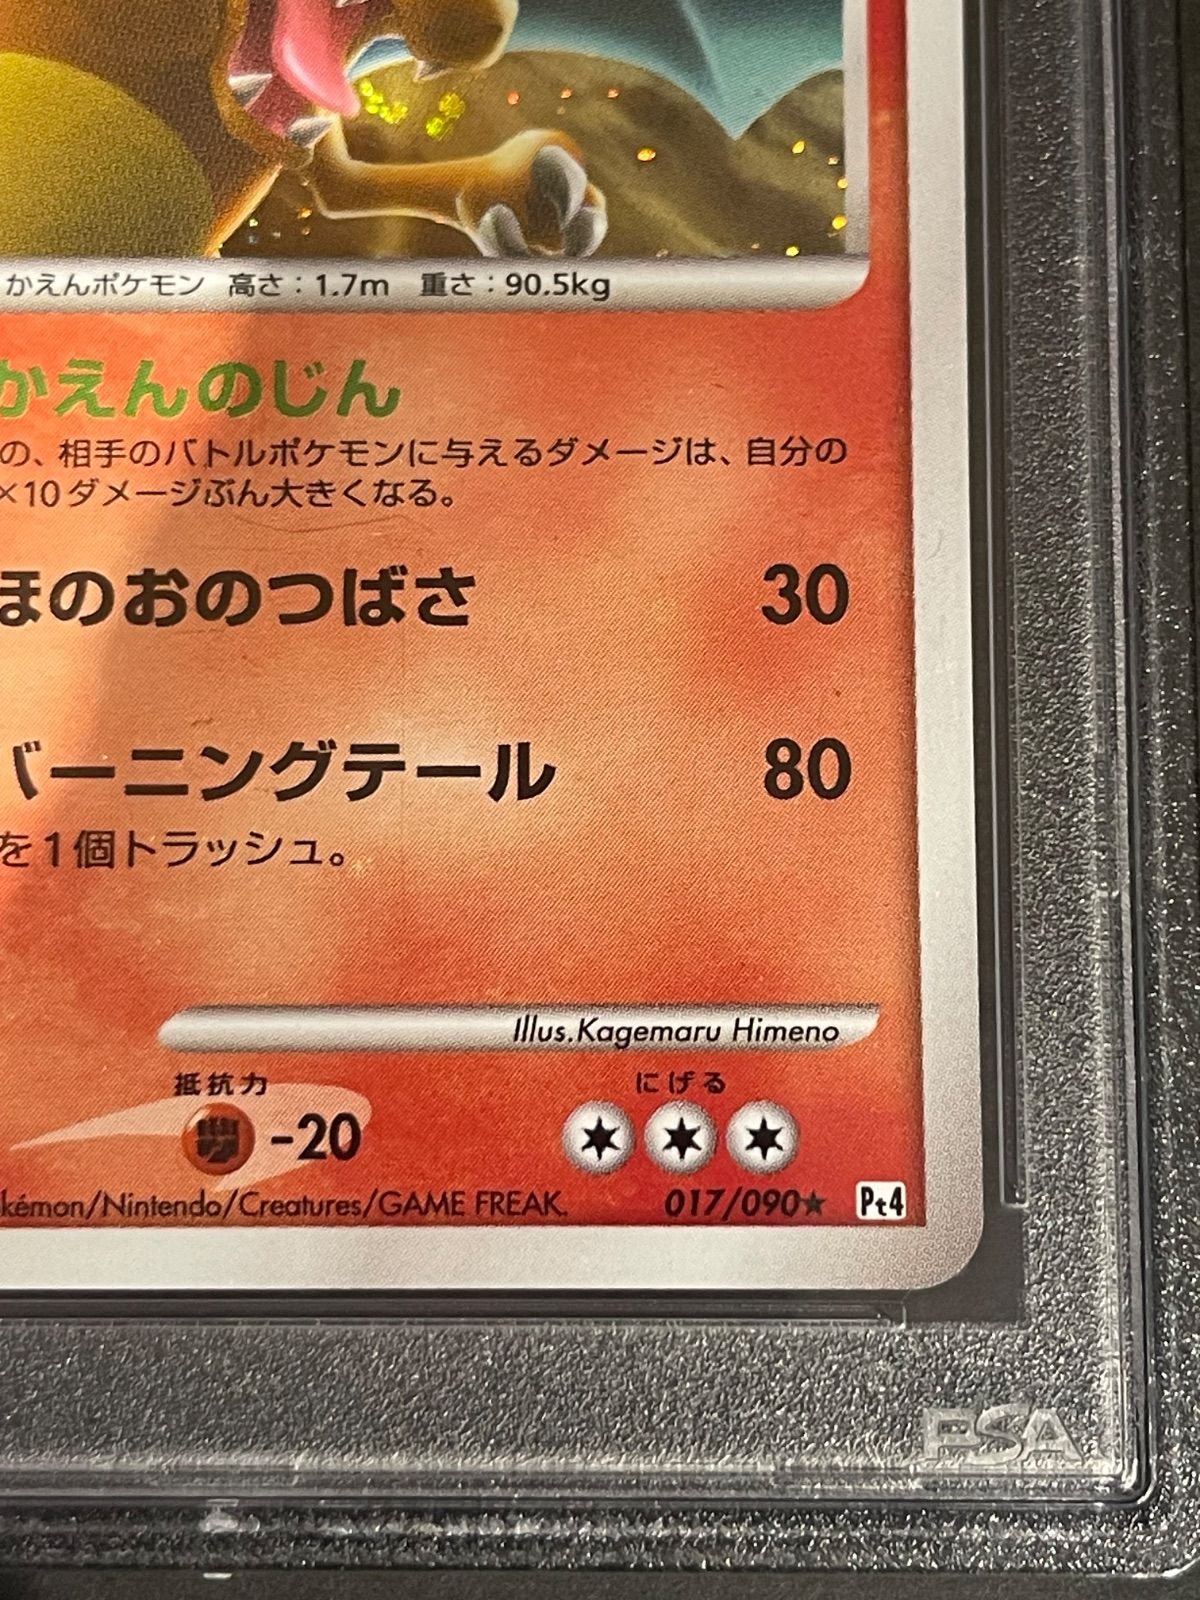 かえんポケモン 高さ：1.7m 重さ：90.5kg
かえんのじん
の、相手のバトルポケモンに与えるダメージは、自分の
×10ダメージぶん大きくなる。
ほのおのつばさ 30
バーニングテール 80
を1個トラッシュ。
Illus.Kagemaru Himeno
抵抗力 にげる
-20
kémon/Nintendo/Creatures/GAME FREAK. 017/090★ Pt4
PSA